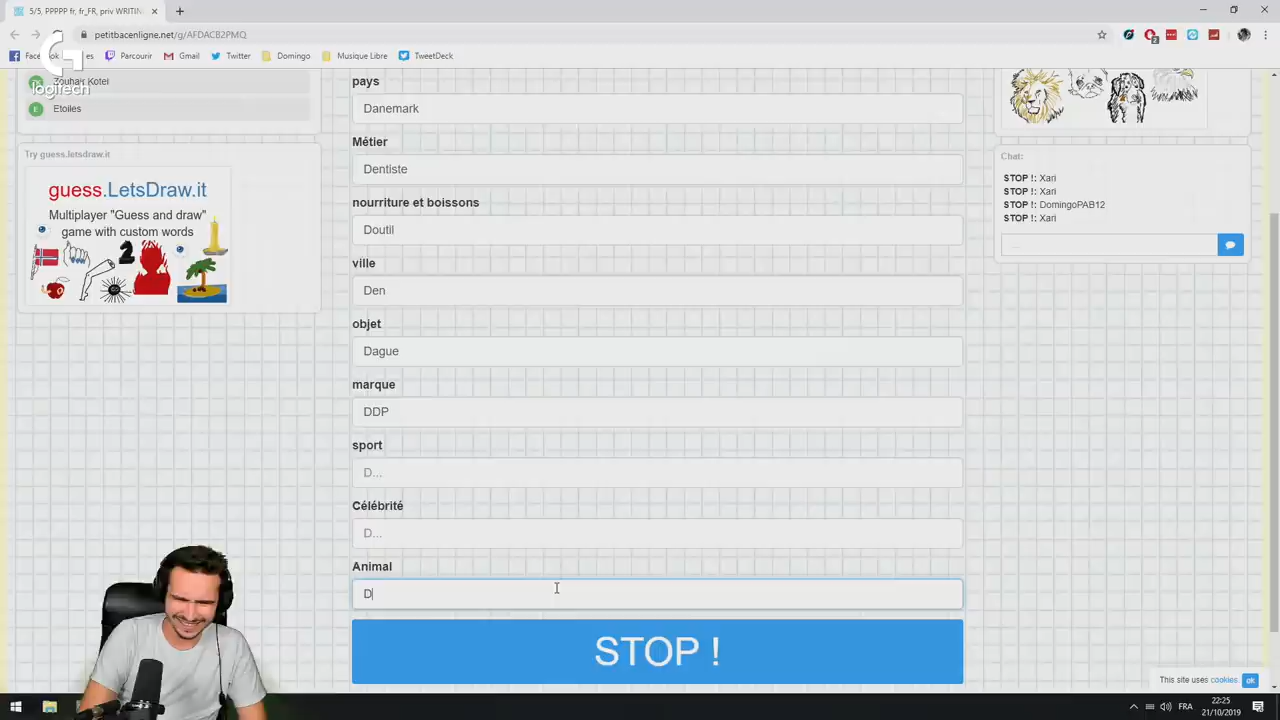 5/5, PPPPP fr, fr_FR, priv WRITIN
petitbacenligne.net/g/AFDACB2PMQ
es
Parcourir
Gmail
Twitter
Domingo
Musique Libre
TweetDeck
logitech
Zouhair Kotel
E Etoiles
Try guess.letsdraw.it
guess.LetsDraw.it
Multiplayer "Guess and draw"
game with custom words
pays
Danemark
Métier
Dentiste
nourriture et boissons
Doutil
ville
Den
objet
Dague
marque
DDP
sport
D...
Célébrité
D...
Animal
D
STOP !
Chat:
STOP !: Xari
STOP !: Xari
STOP !: DomingoPAB12
STOP !: Xari
This site uses cookies. ok
FRA
22:25
21/10/2019